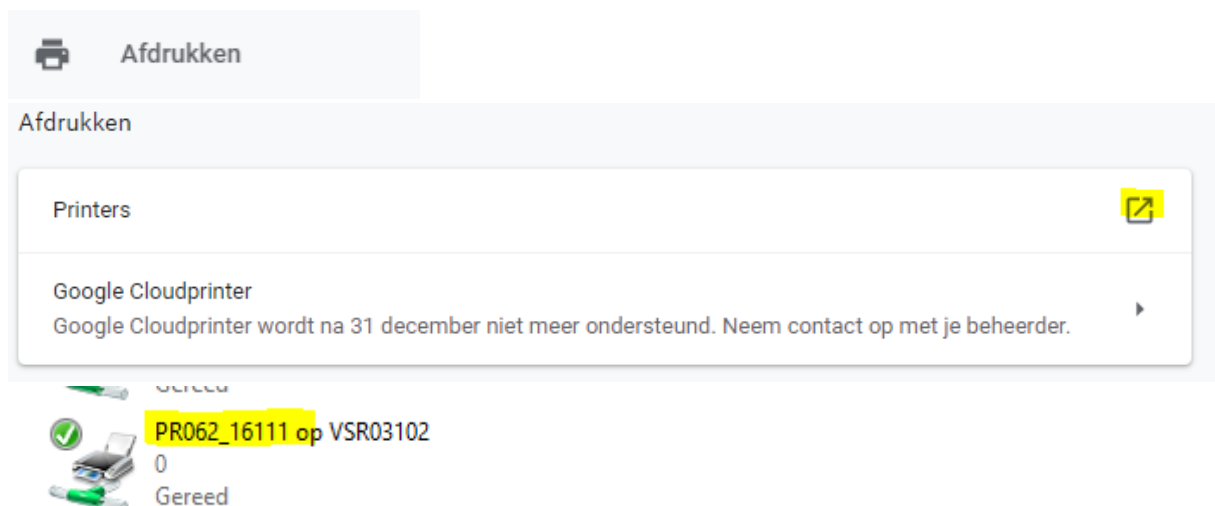 Afdrukken
Afdrukken
Printers
Google Cloudprinter
Google Cloudprinter wordt na 31 december niet meer ondersteund. Neem contact op met je beheerder.
Gereed
PR062_16111 op VSR03102
0
Gereed